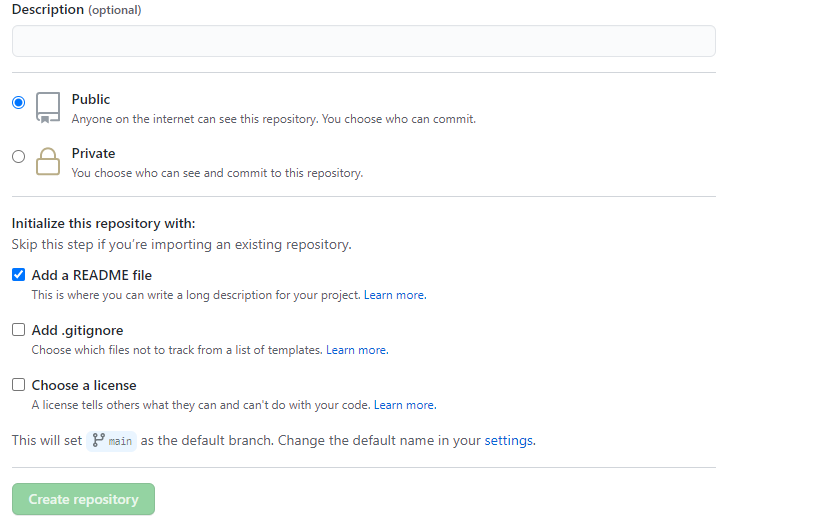 Description (optional)
Public
Anyone on the internet can see this repository. You choose who can commit.
Private
You choose who can see and commit to this repository.
Initialize this repository with:
Skip this step if you're importing an existing repository.
Add a README file
This is where you can write a long description for your project. Learn more.
Add .gitignore
Choose which files not to track from a list of templates. Learn more.
Choose a license
A license tells others what they can and can't do with your code. Learn more.
This will set main as the default branch. Change the default name in your settings.
Create repository